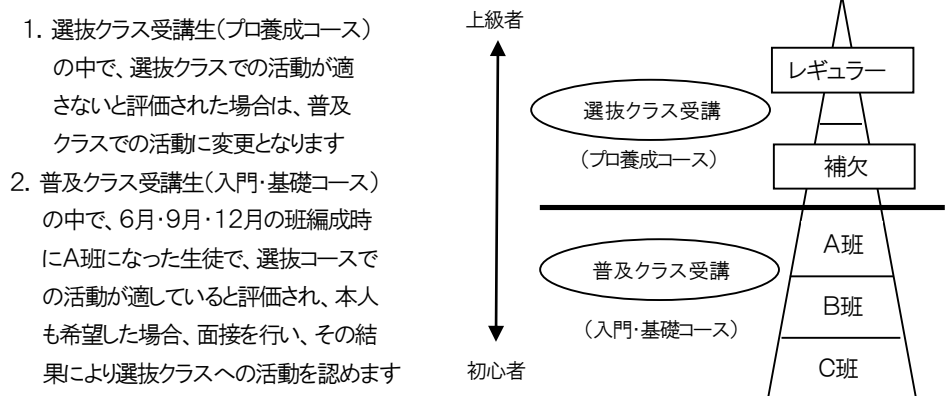 1. 選抜クラス受講生(プロ養成コース)
の中で、選抜クラスでの活動が適
さないと評価された場合は、普及
クラスでの活動に変更となります
2. 普及クラス受講生(入門・基礎コース)
の中で、6月・9月・12月の班編成時
にA班になった生徒で、選抜コースで
の活動が適していると評価され、本人
も希望した場合、面接を行い、その結
果により選抜クラスへの活動を認めます
上級者
初心者
選抜クラス受講
(プロ養成コース)
普及クラス受講
(入門・基礎コース)
レギュラー
補欠
A班
B班
C班